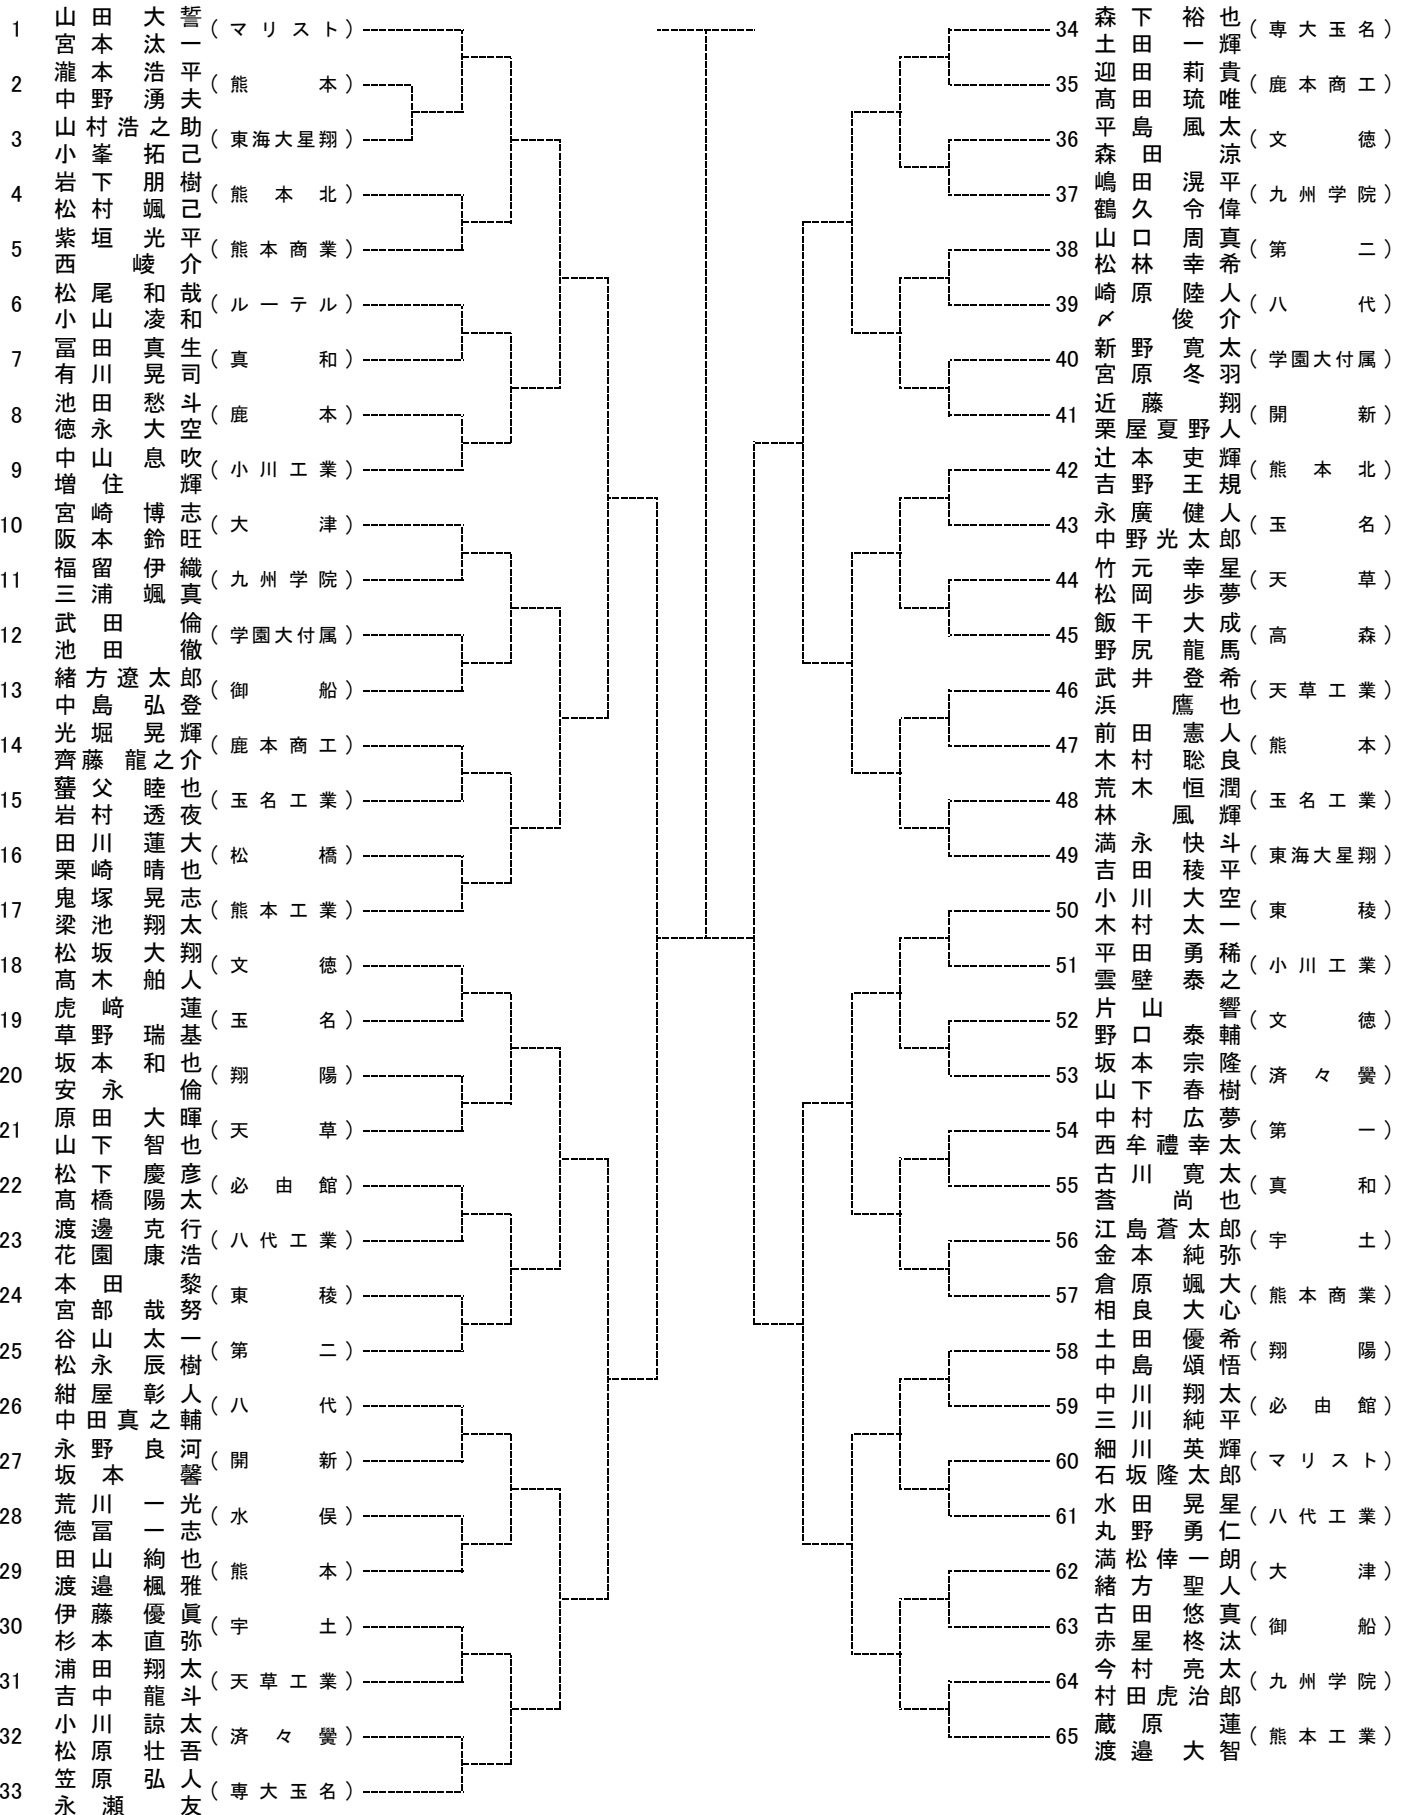 1 山田大誓 (マリスト)
宮本汰一
2 瀧本浩平 (熊本)
中野湧夫
3 山村浩之助 (東海大星翔)
小峯拓己
4 岩下朋樹 (熊本北)
松村颯己
5 紫垣光平 (熊本商業)
西崚介
6 松尾和哉 (ルーテル)
小山凌和
7 冨田真生 (真和)
有川晃司
8 池田愁斗 (鹿本)
徳永大空
9 中山息吹 (小川工業)
増住輝
10 宮崎博志 (大津)
阪本鈴旺
11 福留伊織 (九州学院)
三浦颯真
12 武田倫 (学園大付属)
池田徹
13 緒方遼太郎 (御船)
中島弘登
14 光堀晃輝 (鹿本商工)
齊藤龍之介
15 蠶父睦也 (玉名工業)
岩村透夜
16 田川蓮大 (松橋)
栗崎晴也
17 鬼塚晃志 (熊本工業)
梁池翔太
18 松坂大翔 (文徳)
髙木舶人
19 虎﨑蓮 (玉名)
草野瑞基
20 坂本和也 (翔陽)
安永倫
21 原田大暉 (天草)
山下智也
22 松下慶彦 (必由館)
髙橋陽太
23 渡邊克行 (八代工業)
花園康浩
24 本田黎 (東稜)
宮部哉努
25 谷山太一 (第二)
松永辰樹
26 紺屋彰人 (八代)
中田真之輔
27 永野良河 (開新)
坂本馨
28 荒川一光 (水俣)
德冨一志
29 田山絢也 (熊本)
渡邉楓雅
30 伊藤優眞 (宇土)
杉本直弥
31 浦田翔太 (天草工業)
吉中龍斗
32 小川諒太 (済々黌)
松原壮吾
33 笠原弘人 (専大玉名)
永瀬友
34 森下裕也 (専大玉名)
土田一輝
35 迎田莉貴 (鹿本商工)
髙田琉唯
36 平島風太 (文徳)
森田涼
37 嶋田滉平 (九州学院)
鶴久令偉
38 山口周真 (第二)
松林幸希
39 崎原陸人 (八代)
〆俊介
40 新野寛太 (学園大付属)
宮原冬羽
41 近藤翔 (開新)
栗屋夏野人
42 辻本吏輝 (熊本北)
吉野王規
43 永廣健人 (玉名)
中野光太郎
44 竹元幸星 (天草)
松岡歩夢
45 飯干大成 (高森)
野尻龍馬
46 武井登希 (天草工業)
浜鷹也
47 前田憲人 (熊本)
木村聡良
48 荒木恒潤 (玉名工業)
林風輝
49 満永快斗 (東海大星翔)
吉田稜平
50 小川大空 (東稜)
木村太一
51 平田勇稀 (小川工業)
雲壁泰之
52 片山響 (文徳)
野口泰輔
53 坂本宗隆 (済々黌)
山下春樹
54 中村広夢 (第一)
西牟禮幸太
55 古川寛太 (真和)
尚也
56 江島蒼太郎 (宇土)
金本純弥
57 倉原颯大 (熊本商業)
相良大心
58 土田優希 (翔陽)
中島頌悟
59 中川翔太 (必由館)
三川純平
60 細川英輝 (マリスト)
石坂隆太郎
61 水田晃星 (八代工業)
丸野勇仁
62 満松倖一朗 (大津)
緒方聖人
63 古田悠真 (御船)
赤星柊汰
64 今村亮太 (九州学院)
村田虎治郎
65 蔵原蓮 (熊本工業)
渡邉大智